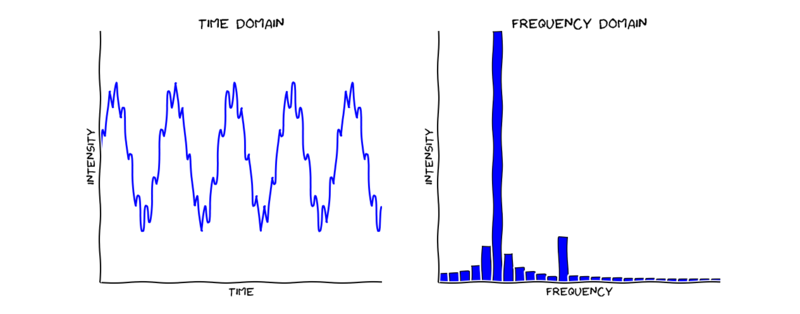 TIME DOMAIN
INTENSITY
TIME
FREQUENCY DOMAIN
INTENSITY
FREQUENCY